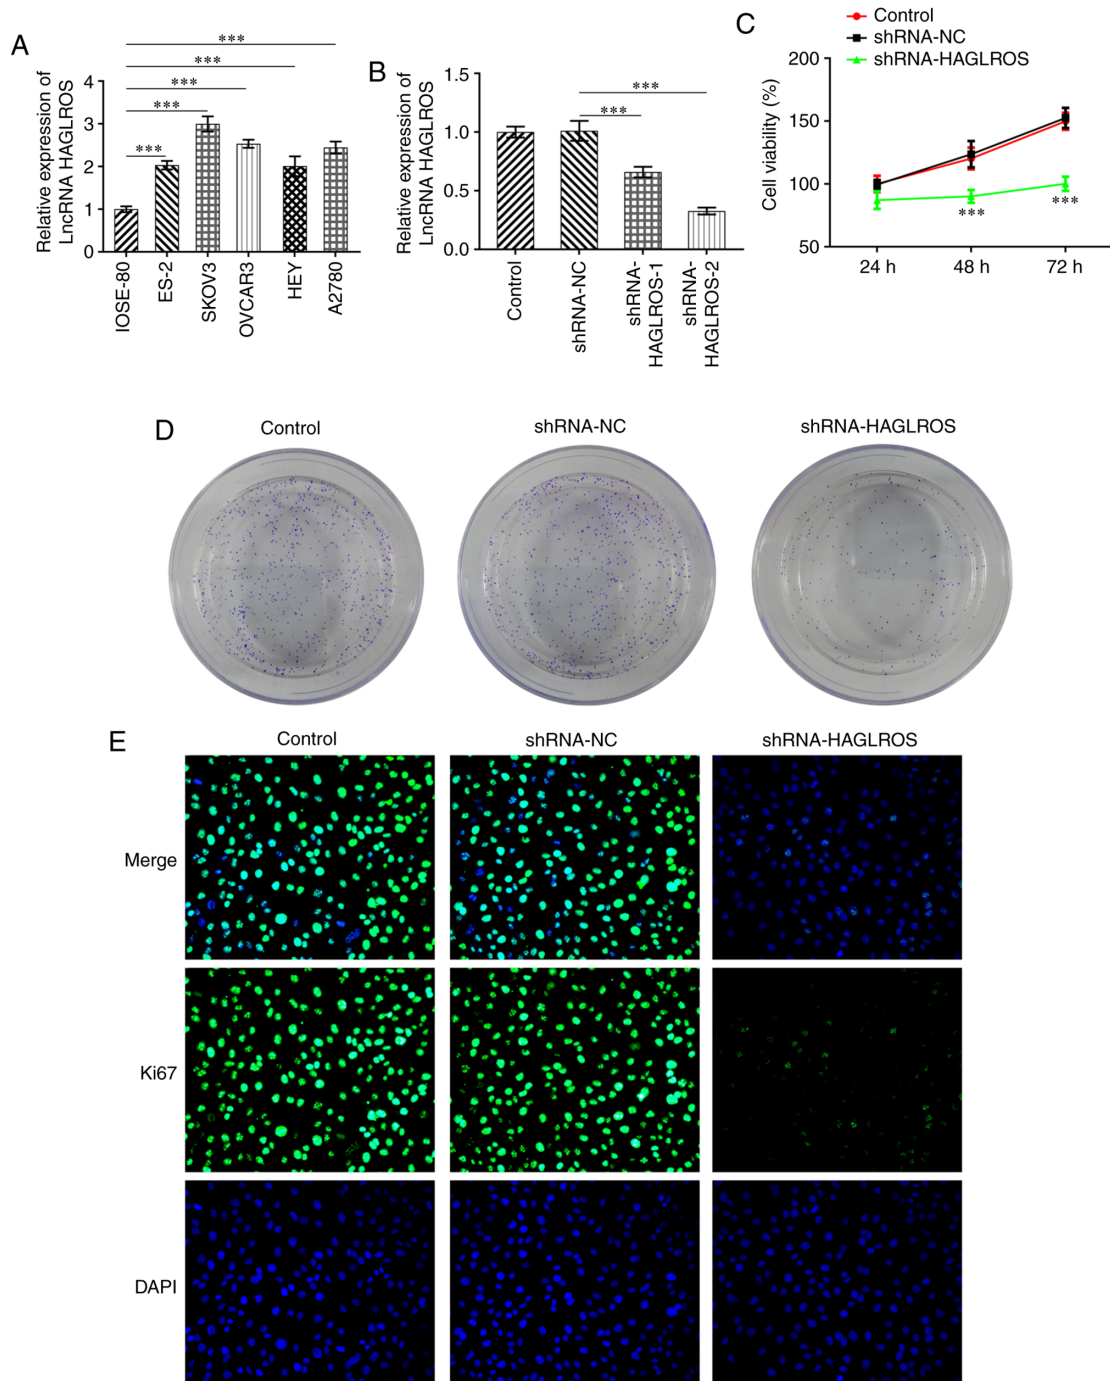 A
Relative expression of
LncRNA HAGLROS
4
3
2
1
0
***
***
***
***
***
IOSE-80
ES-2
SKOV3
OVCAR3
HEY
A2780
B
Relative expression of
LncRNA HAGLROS
1.5
1.0
0.5
0.0
***
***
Control
shRNA-NC
shRNA-
HAGLROS-1
shRNA-
HAGLROS-2
C
Control
shRNA-NC
shRNA-HAGLROS
Cell viability (%)
200
150
100
50
***
***
24 h
48 h
72 h
D
Control
shRNA-NC
shRNA-HAGLROS
E
Control
shRNA-NC
shRNA-HAGLROS
Merge
Ki67
DAPI